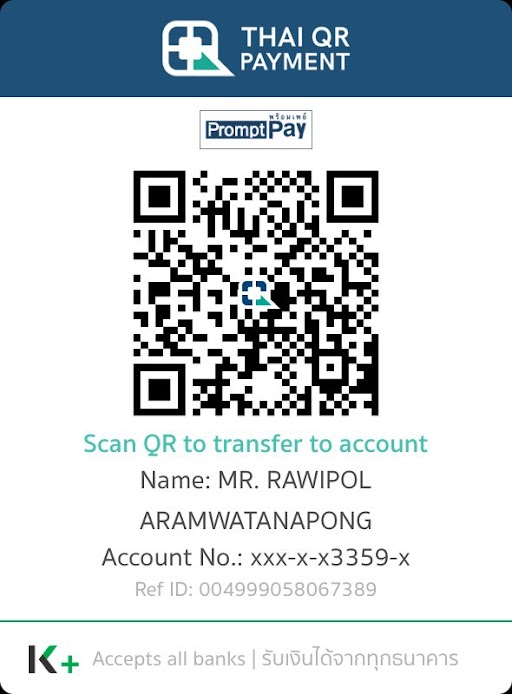 THAI QR
PAYMENT
พร้อมเพย์
PromptPay
Scan QR to transfer to account
Name: MR. RAWIPOL
ARAMWATANAPONG
Account No.: xxx-x-x3359-x
Ref ID: 004999058067389
K+ Accepts all banks | รับเงินได้จากทุกธนาคาร